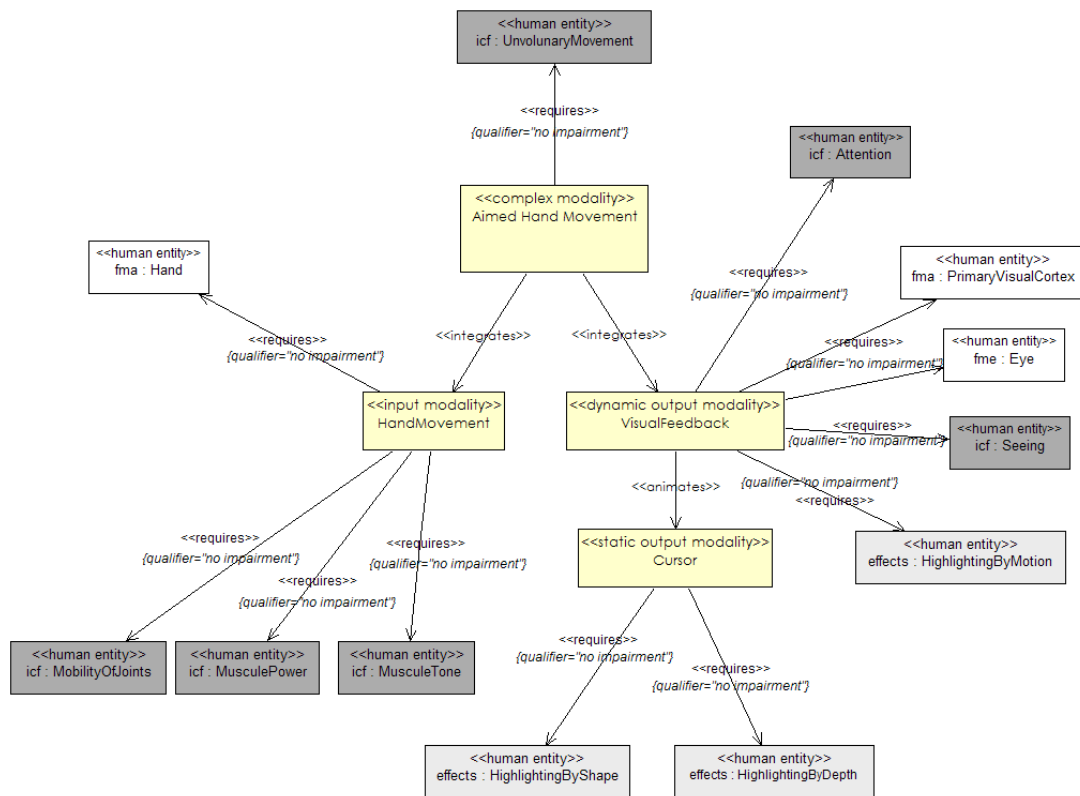 <<human entity>>
icf : UnvolunaryMovement
<<requires>>
{qualifier="no impairment"}
<<human entity>>
icf : Attention
<<complex modality>>
Aimed Hand Movement
<<human entity>>
fma : Hand
<<human entity>>
fma : PrimaryVisualCortex
<<requires>>
{qualifier="no impairment"}
<<integrates>>
<<integrates>>
<<requires>>
{qualifier="no impairment"}
<<requires>>
{qualifier="no impairment"}
<<human entity>>
fme : Eye
<<input modality>>
HandMovement
<<dynamic output modality>>
VisualFeedback
<<requires>>
{qualifier="no impairment"}
<<human entity>>
icf : Seeing
<<animates>>
{qualifier="no impairment"}
<<requires>>
<<requires>>
{qualifier="no impairment"}
<<requires>>
{qualifier="no impairment"}
<<requires>>
{qualifier="no impairment"}
<<static output modality>>
Cursor
<<human entity>>
effects : HighlightingByMotion
<<human entity>>
icf : MobilityOfJoints
<<human entity>>
icf : MusculePower
<<human entity>>
icf : MusculeTone
<<requires>>
{qualifier="no impairment"}
<<requires>>
{qualifier="no impairment"}
<<human entity>>
effects : HighlightingByShape
<<human entity>>
effects : HighlightingByDepth